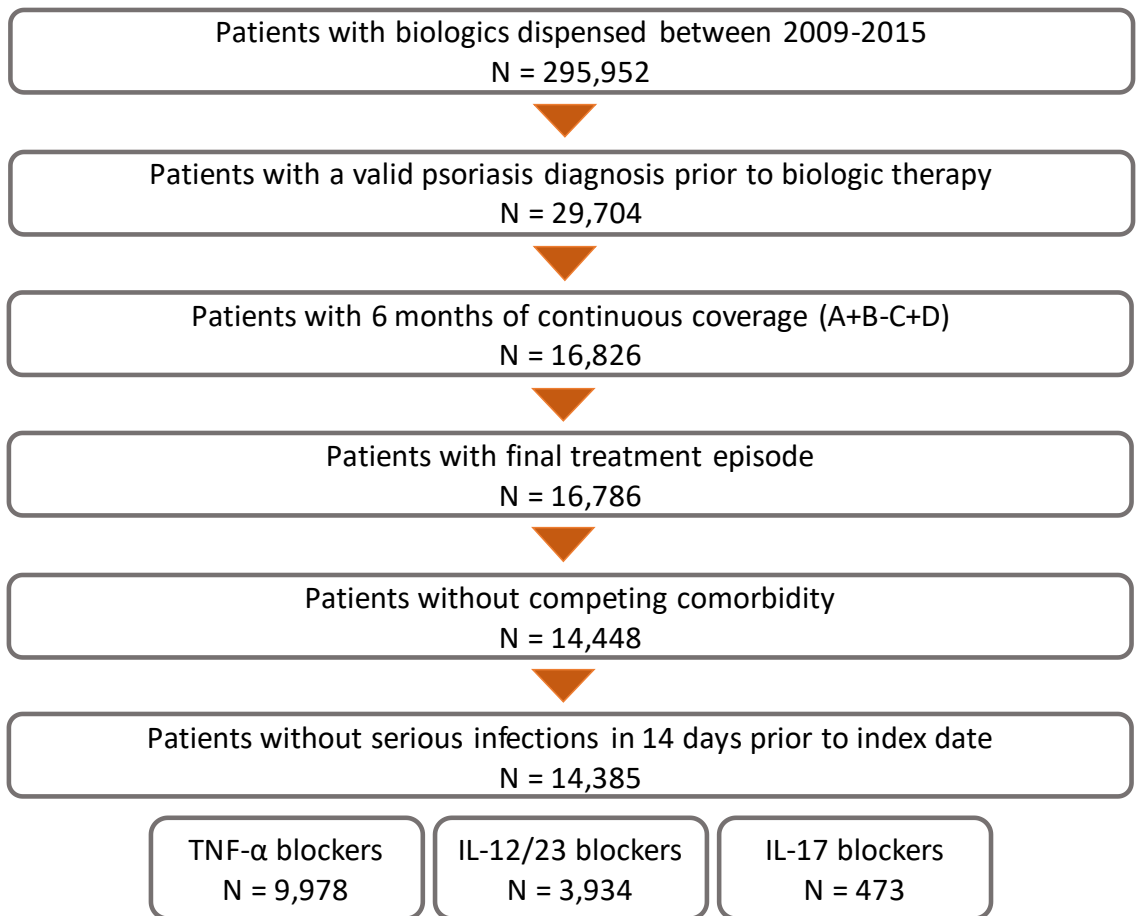 Patients with biologics dispensed between 2009-2015
N = 295,952
Patients with a valid psoriasis diagnosis prior to biologic therapy
N = 29,704
Patients with 6 months of continuous coverage (A+B-C+D)
N = 16,826
Patients with final treatment episode
N = 16,786
Patients without competing comorbidity
N = 14,448
Patients without serious infections in 14 days prior to index date
N = 14,385
TNF-α blockers
N = 9,978
IL-12/23 blockers
N = 3,934
IL-17 blockers
N = 473